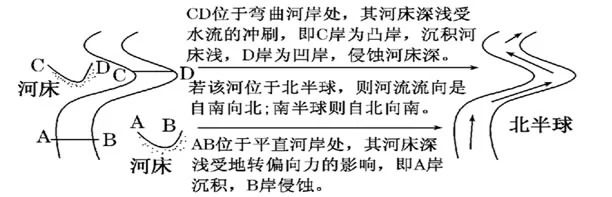 CD位于弯曲河岸处，其河床深浅受
水流的冲刷，即C岸为凸岸，沉积河
床浅，D岸为凹岸，侵蚀河床深。
C D
河床
C D
若该河位于北半球，则河流流向是
自南向北;南半球则自北向南。
A B
A B
河床
AB位于平直河岸处，其河床深
浅受地转偏向力的影响，即A岸
沉积，B岸侵蚀。
北半球